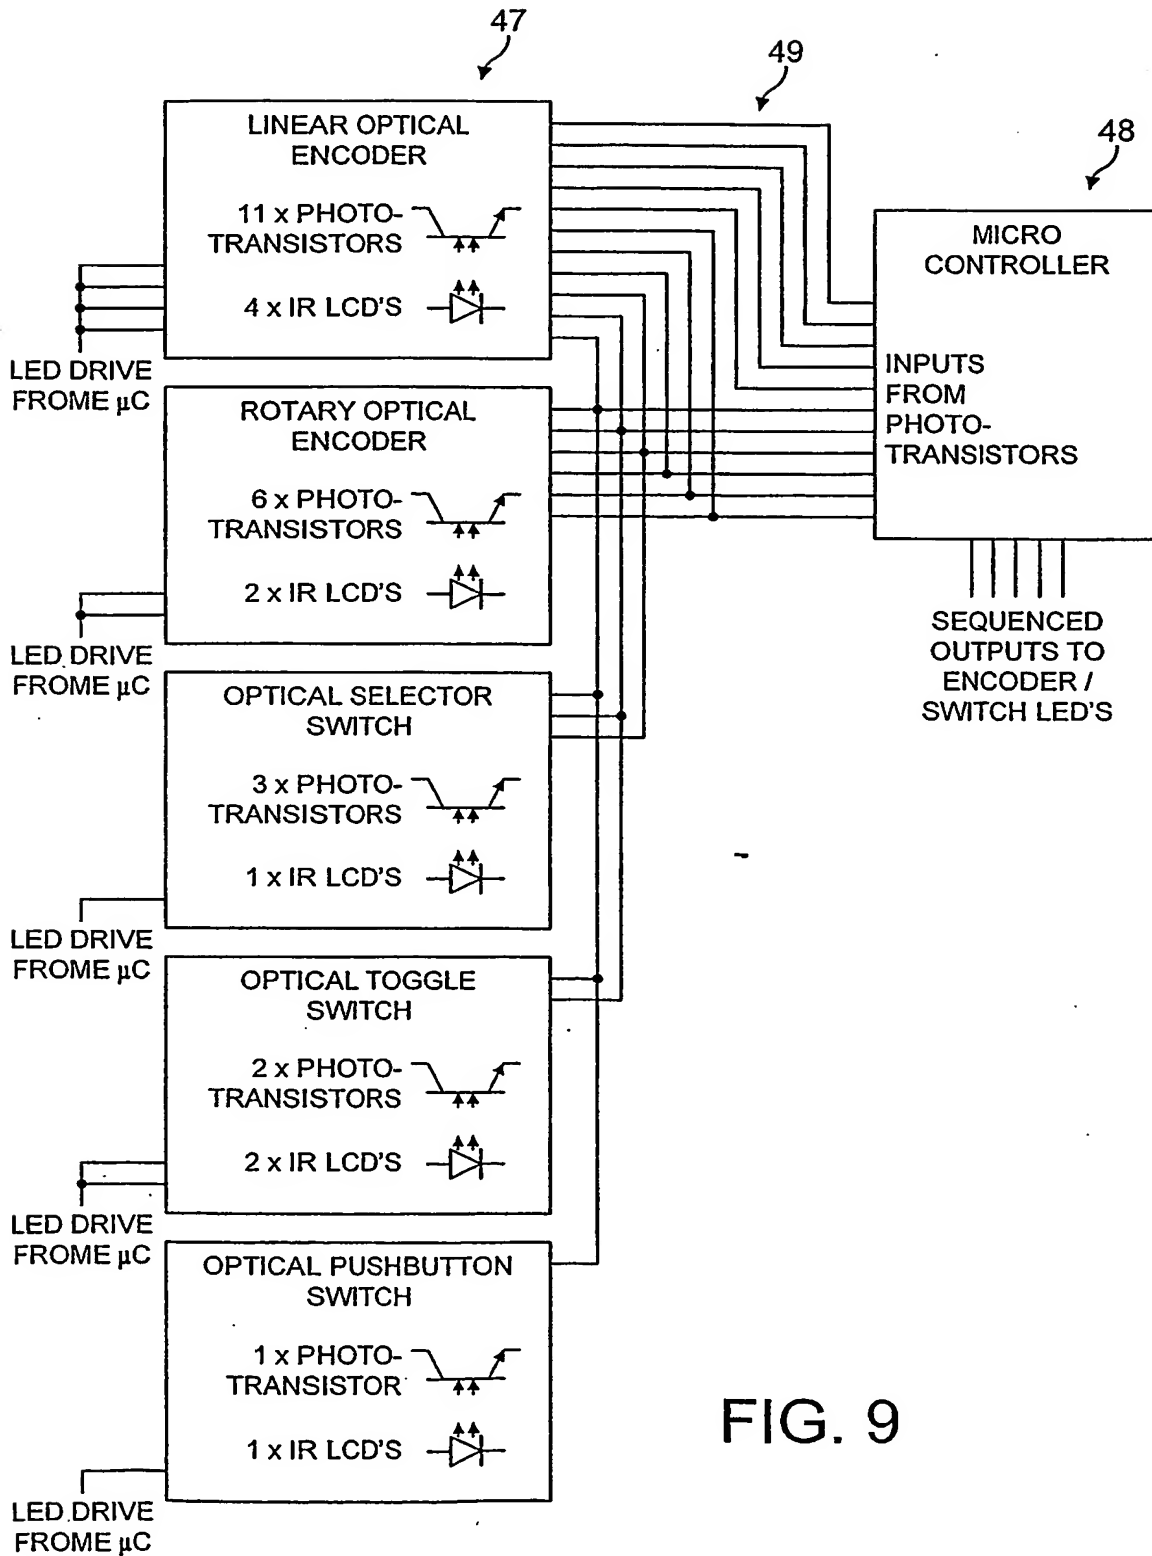 47
49
48
LINEAR OPTICAL
ENCODER
11 x PHOTO-
TRANSISTORS
4 x IR LCD'S
LED DRIVE
FROME µC
MICRO
CONTROLLER
INPUTS
FROM
PHOTO-
TRANSISTORS
SEQUENCED
OUTPUTS TO
ENCODER /
SWITCH LED'S
ROTARY OPTICAL
ENCODER
6 x PHOTO-
TRANSISTORS
2 x IR LCD'S
LED DRIVE
FROME µC
OPTICAL SELECTOR
SWITCH
3 x PHOTO-
TRANSISTORS
1 x IR LCD'S
LED DRIVE
FROME µC
OPTICAL TOGGLE
SWITCH
2 x PHOTO-
TRANSISTORS
2 x IR LCD'S
LED DRIVE
FROME µC
OPTICAL PUSHBUTTON
SWITCH
1 x PHOTO-
TRANSISTOR
1 x IR LCD'S
LED DRIVE
FROME µC
FIG. 9